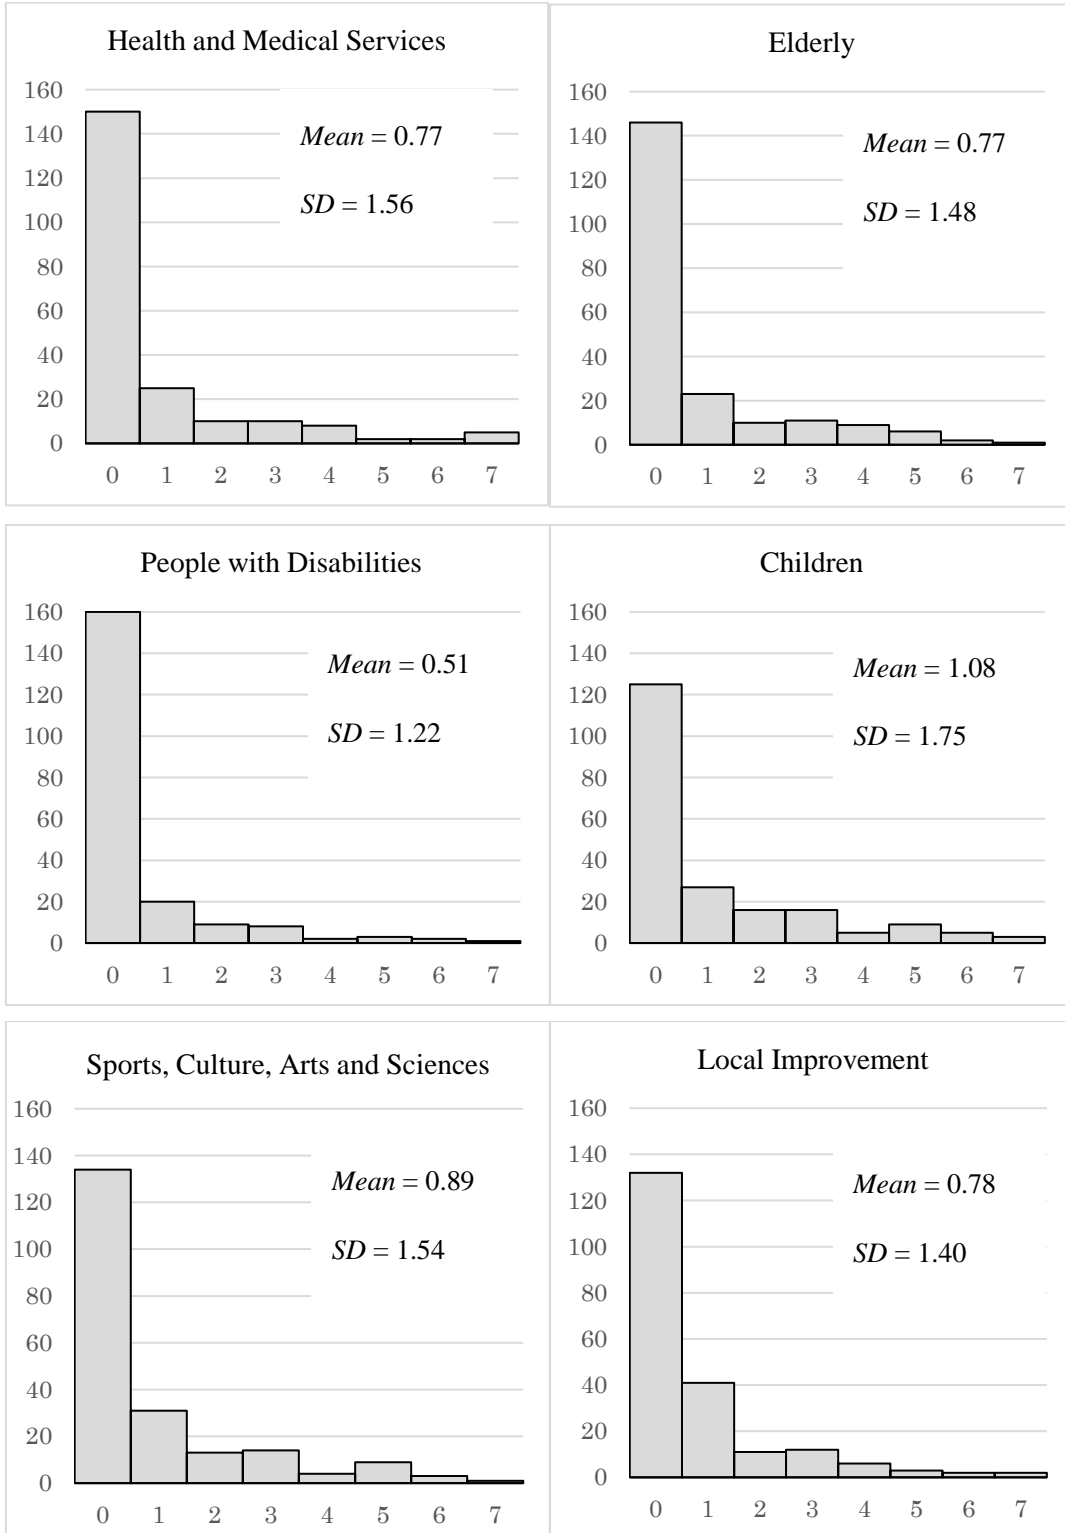 Health and Medical Services
160
140
120
100
80
60
40
20
0
Mean = 0.77
SD = 1.56
0 1 2 3 4 5 6 7
Elderly
160
140
120
100
80
60
40
20
0
Mean = 0.77
SD = 1.48
0 1 2 3 4 5 6 7
People with Disabilities
160
140
120
100
80
60
40
20
0
Mean = 0.51
SD = 1.22
0 1 2 3 4 5 6 7
Children
160
140
120
100
80
60
40
20
0
Mean = 1.08
SD = 1.75
0 1 2 3 4 5 6 7
Sports, Culture, Arts and Sciences
160
140
120
100
80
60
40
20
0
Mean = 0.89
SD = 1.54
0 1 2 3 4 5 6 7
Local Improvement
160
140
120
100
80
60
40
20
0
Mean = 0.78
SD = 1.40
0 1 2 3 4 5 6 7